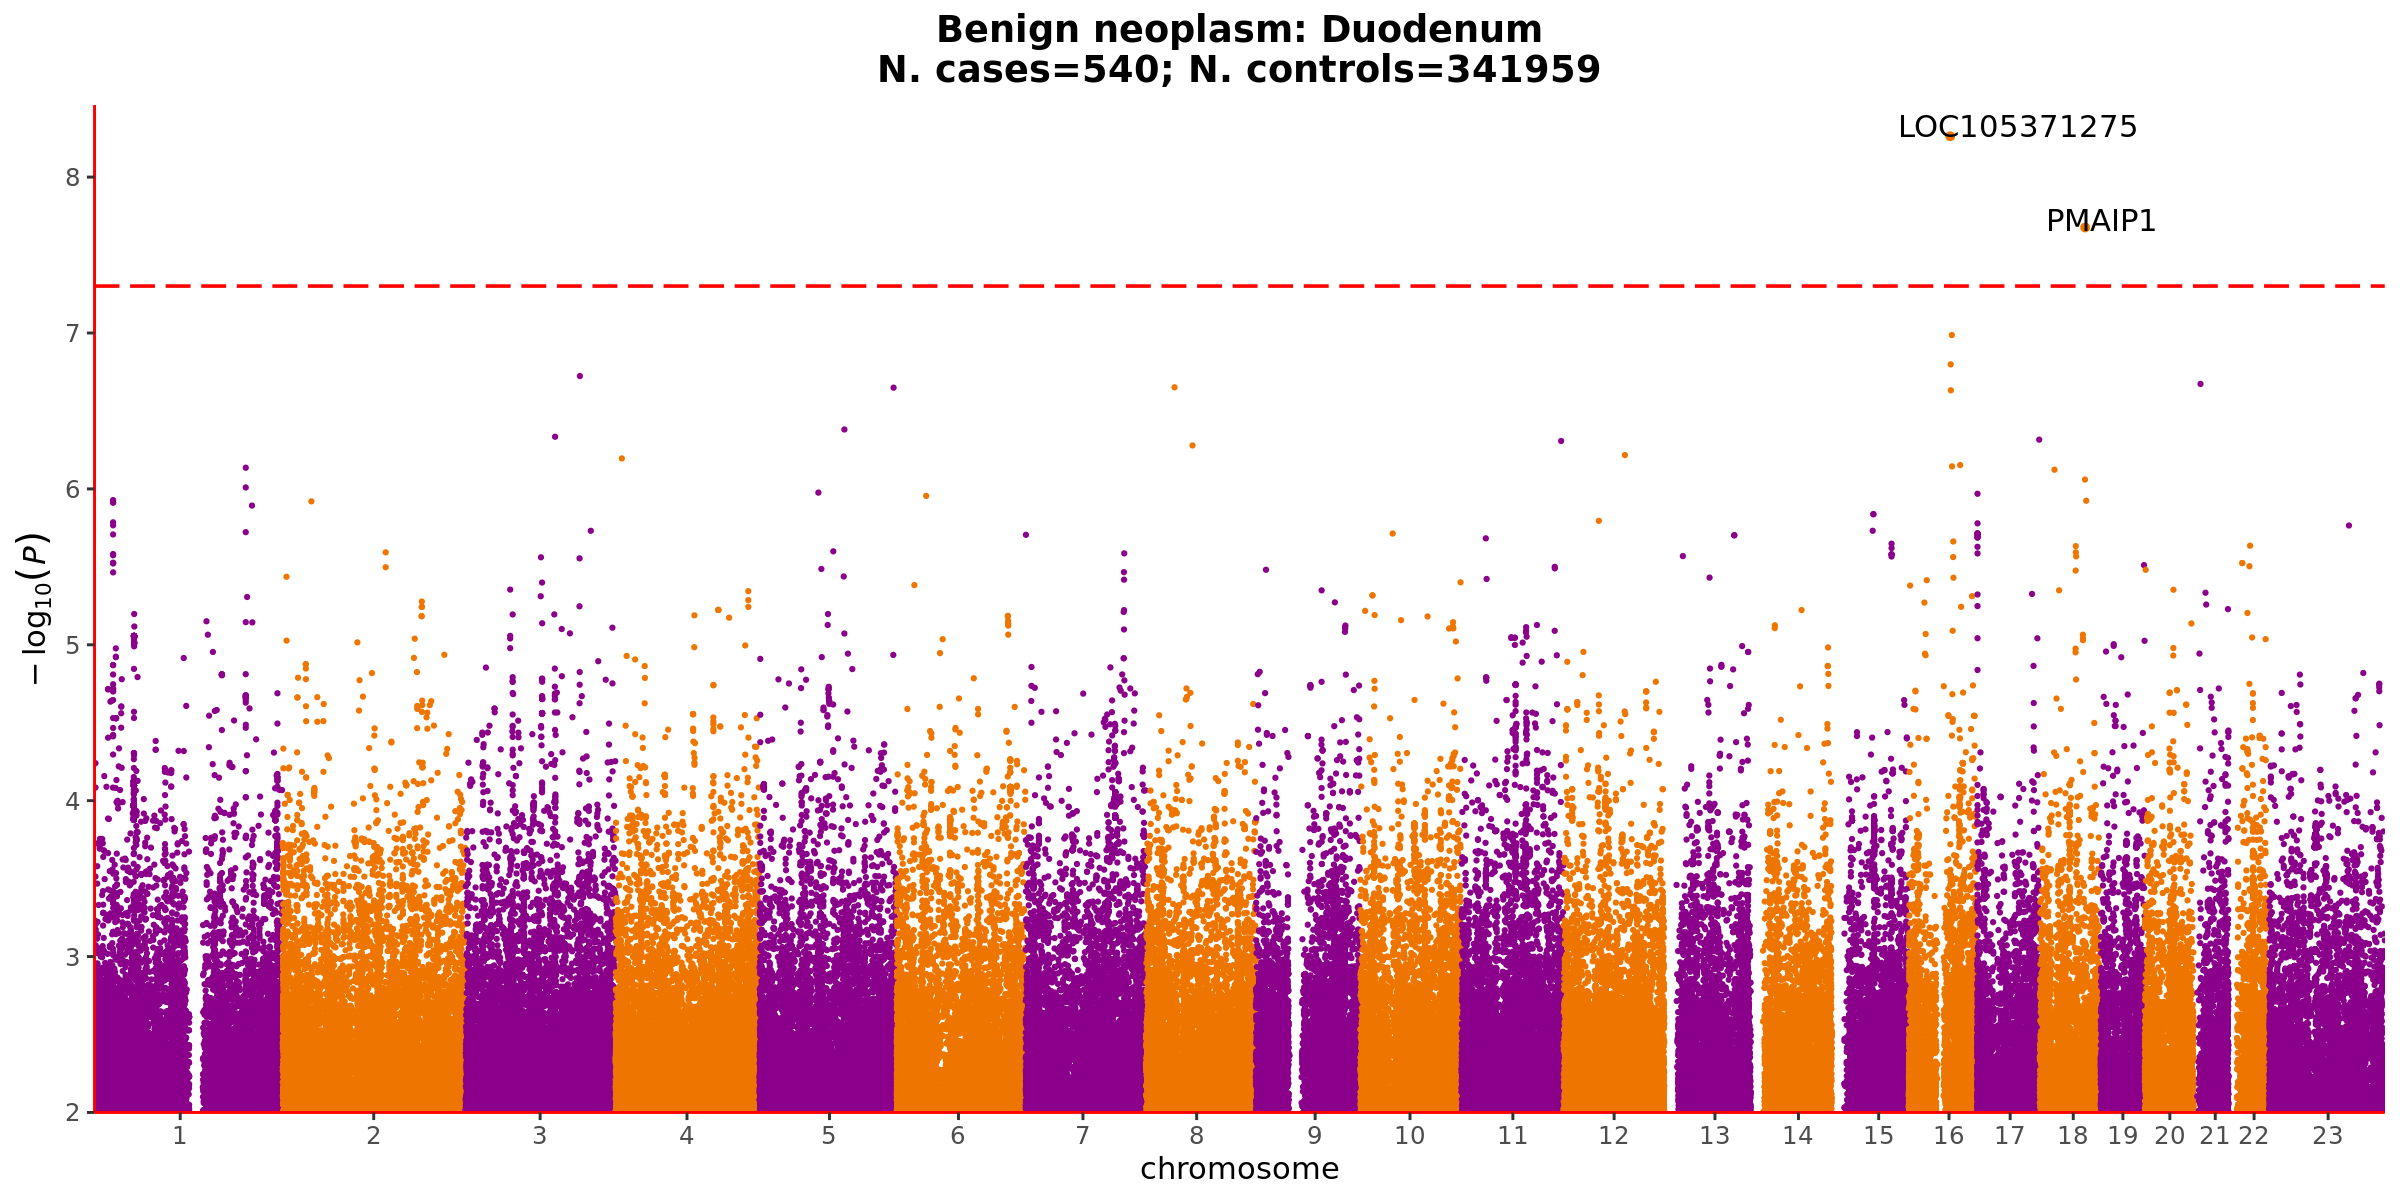 Benign neoplasm: Duodenum
N. cases=540; N. controls=341959
LOC105371275
PMAIP1
8
7
6
5
4
3
2
− log₁₀(P)
1 2 3 4 5 6 7 8 9 10 11 12 13 14 15 16 17 18 19 20 21 22 23
chromosome